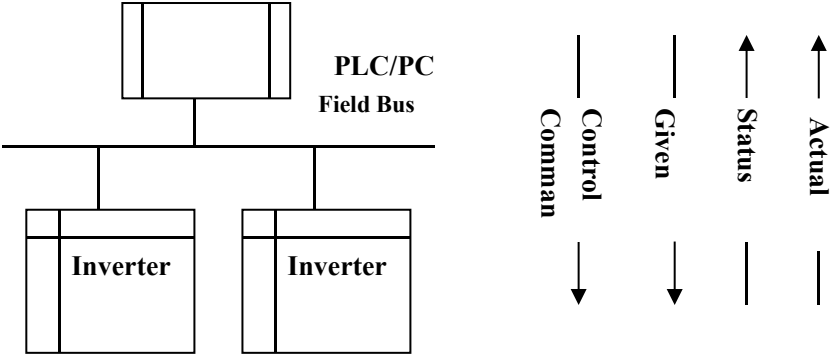 PLC/PC
Field Bus
Inverter
Inverter
Control
Comman
Given
Status
Actual